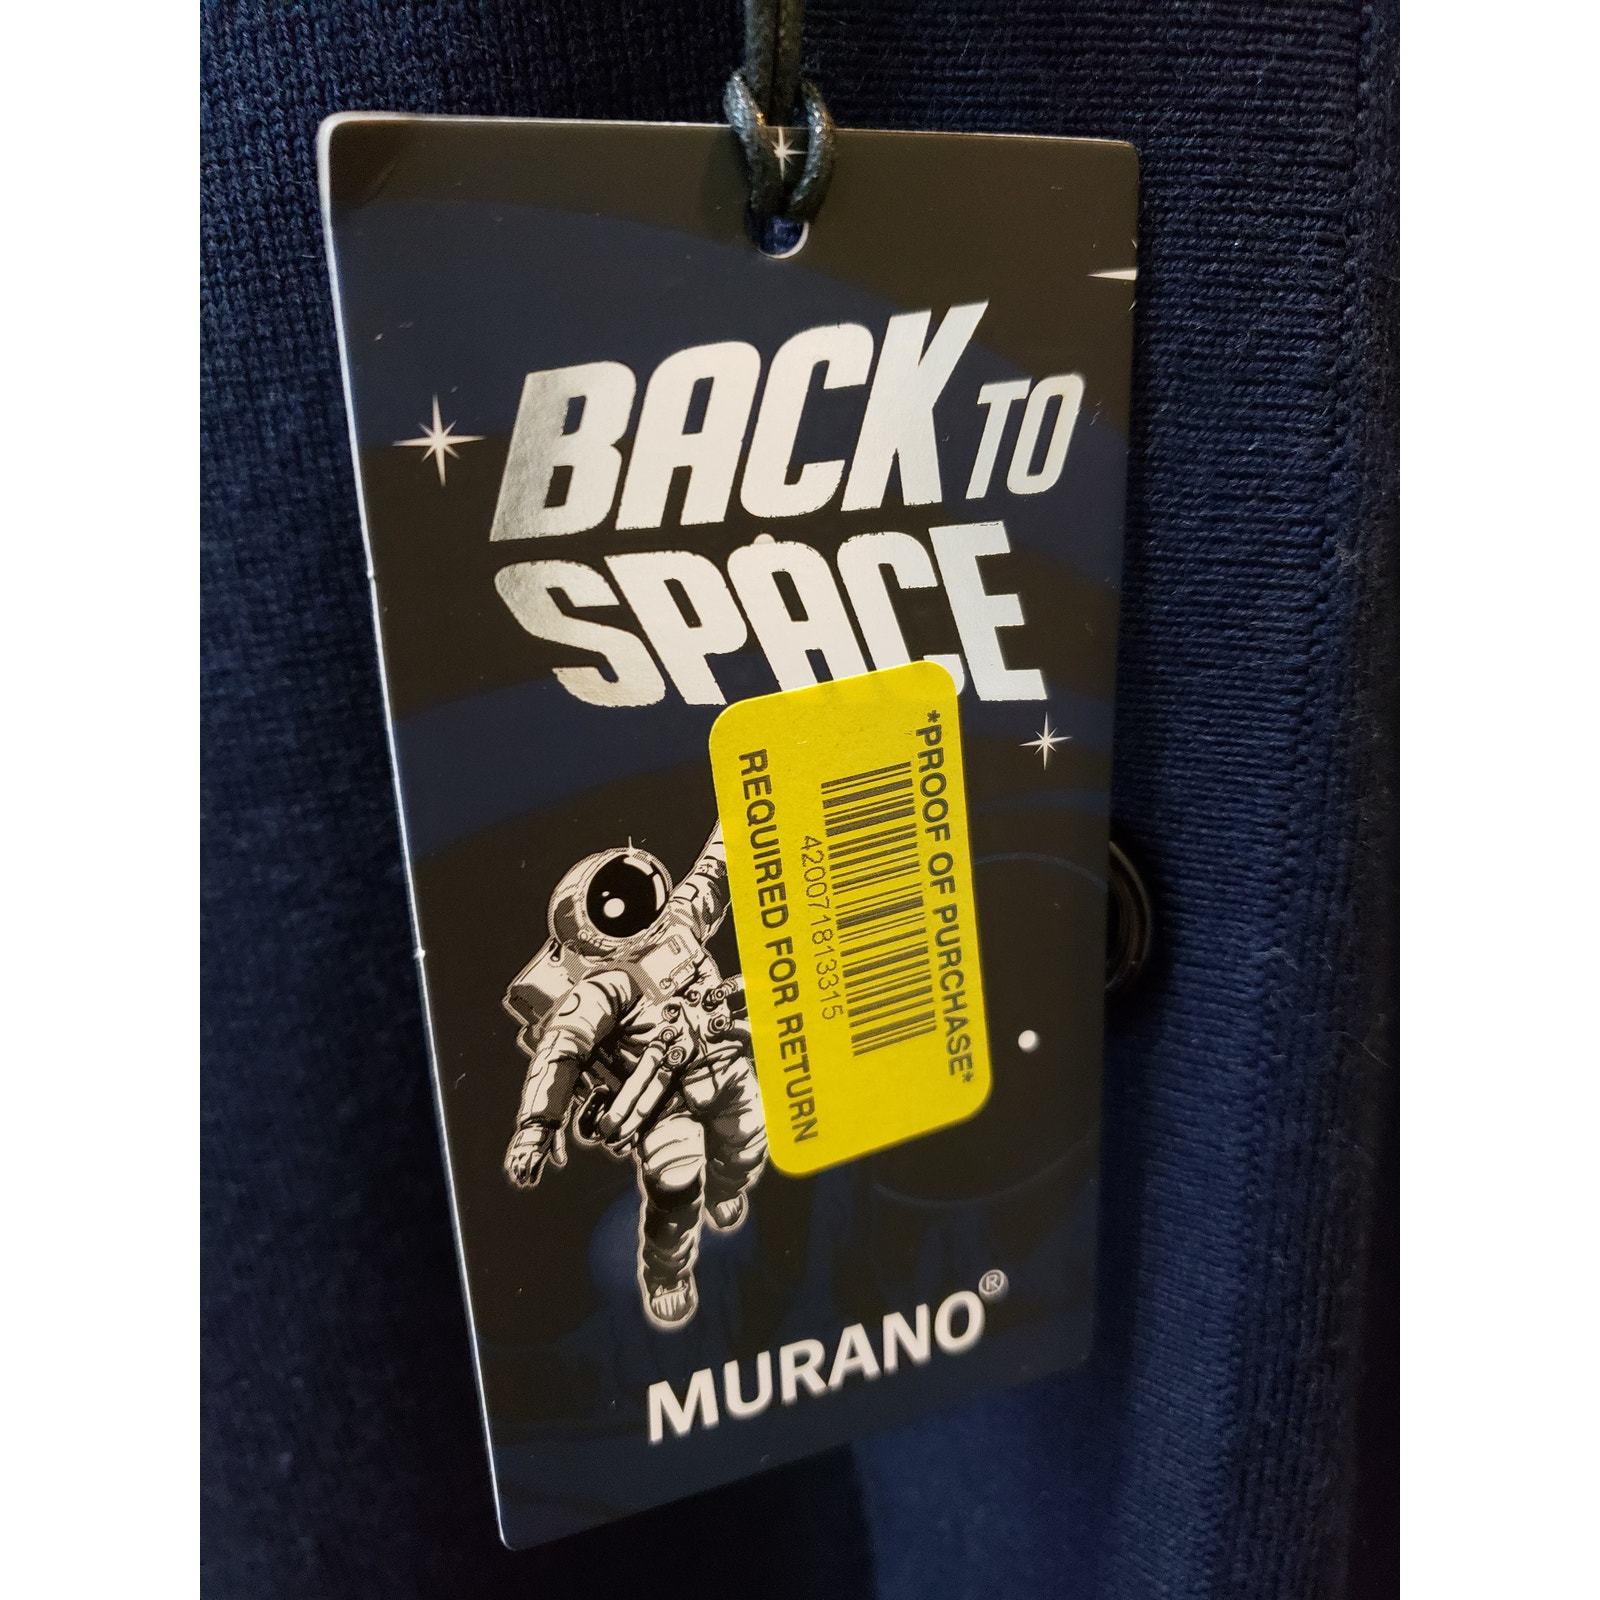 BACK TO
SPACE
*PROOF OF PURCHASE*
420071813315
REQUIRED FOR RETURN
MURANO®